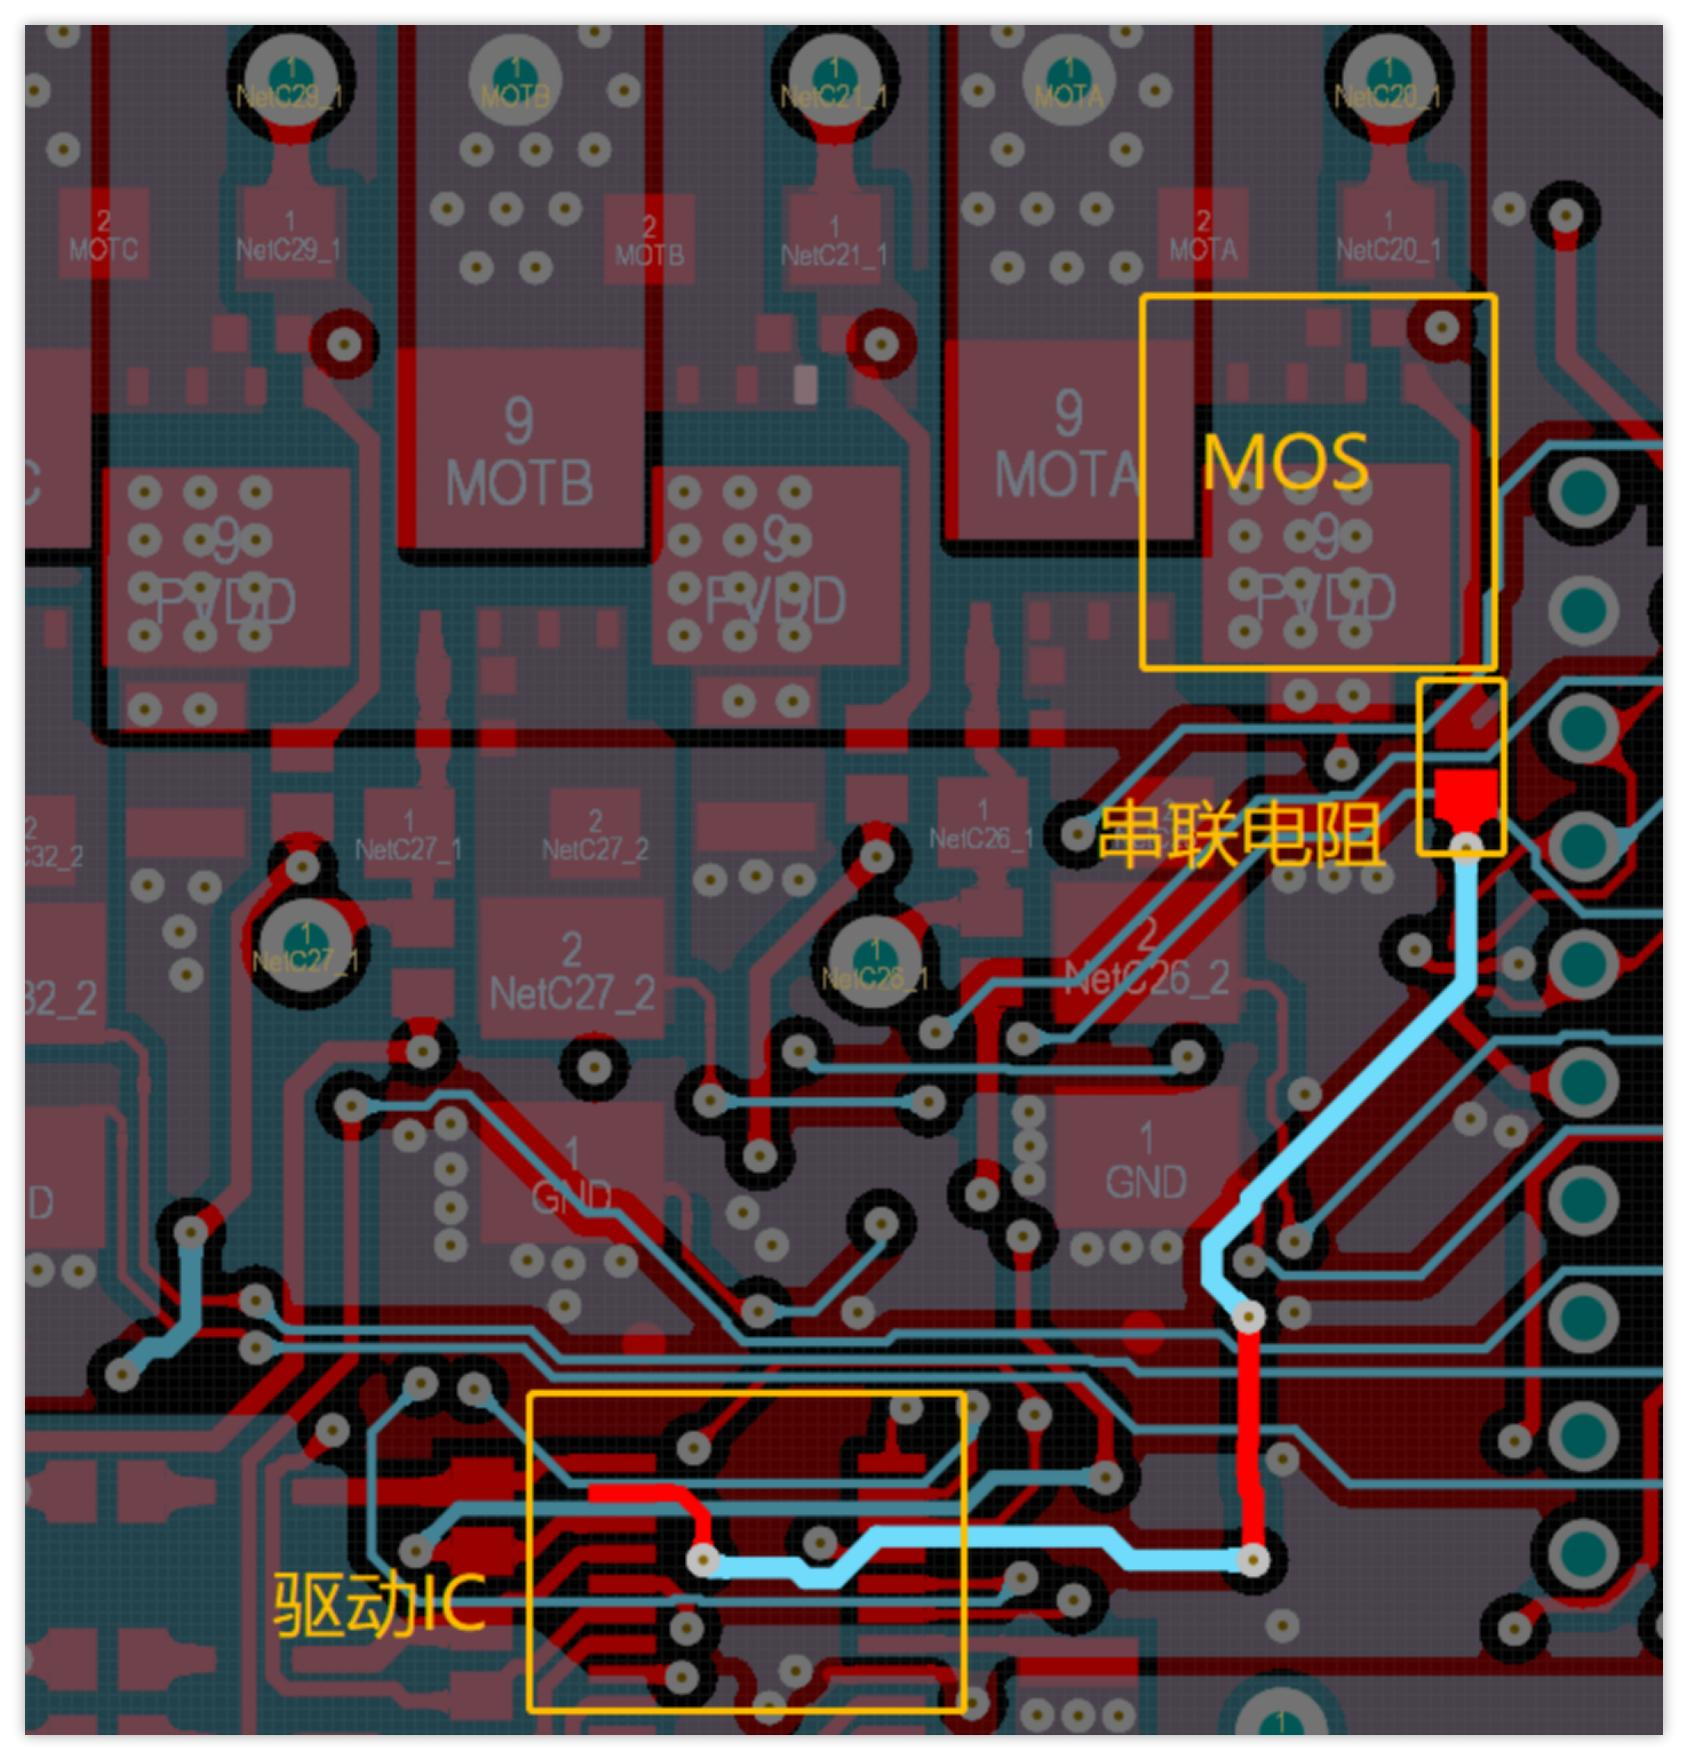 1
NetC29_1
1
MOTB
1
NetC21_1
1
MOTA
1
NetC20_1
2
MOTC
1
NetC29_1
2
MOTB
1
NetC21_1
2
MOTA
1
NetC20_1
9
MOTB
9
MOTA
MOS
C
9
PVDD
9
PVDD
9
PVDD
串联电阻
2
C32_2
1
NetC27_1
2
NetC27_2
1
NetC26_1
32_2
1
NetC27_1
2
NetC27_2
1
NetC26_1
2
NetC26_2
D
1
GND
1
GND
驱动IC
1